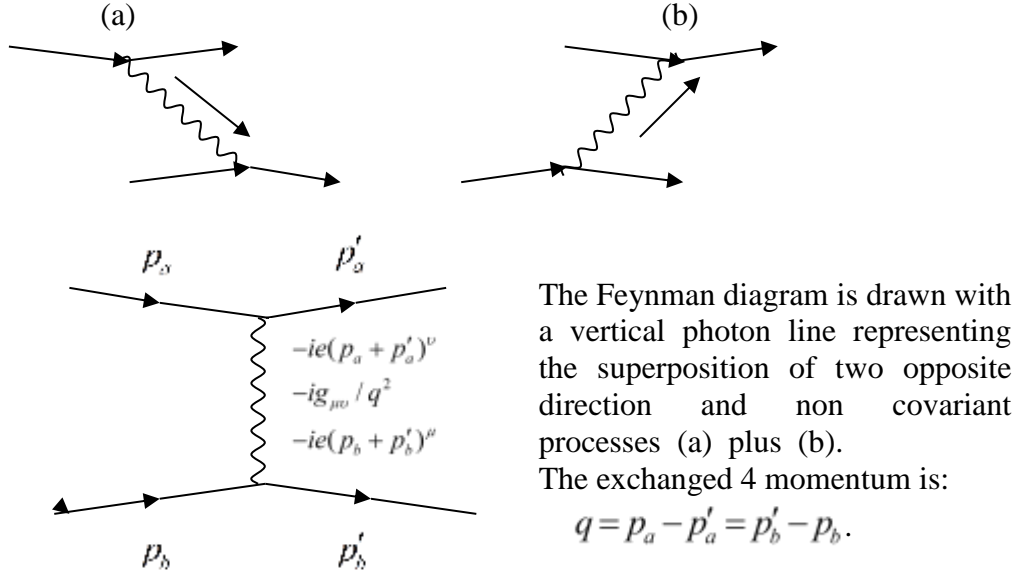 (a)
(b)
p_a
p'_a
-ie(p_a + p'_a)^ν
-ig_{μν} / q^2
-ie(p_b + p'_b)^μ
p_b
p'_b
The Feynman diagram is drawn with
a vertical photon line representing
the superposition of two opposite
direction and non covariant
processes (a) plus (b).
The exchanged 4 momentum is:
q = p_a − p'_a = p'_b − p_b.